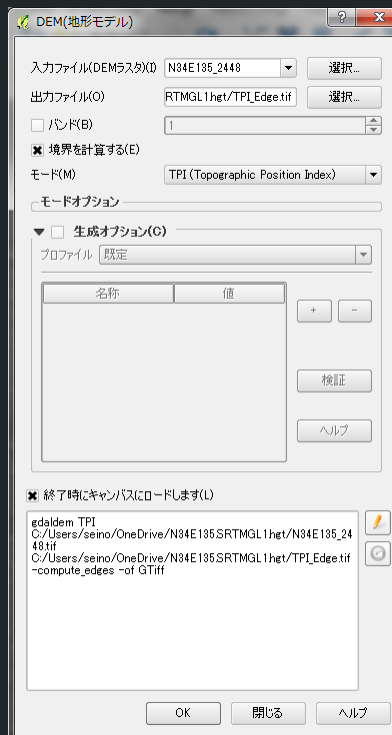 DEM(地形モデル)
入力ファイル(DEMラスタ)(I) N34E135_2448 選択...
出力ファイル(O) RTMGL1.hgt/TPI_Edge.tif 選択...
バンド(B) 1
境界を計算する(E)
モード(M) TPI (Topographic Position Index)
モードオプション
生成オプション(C)
プロファイル 既定
名称 値
+ -
検証
ヘルプ
終了時にキャンバスにロードします(L)
gdaldem TPI
C:/Users/seino/OneDrive/N34E135.SRTMGL1.hgt/N34E135_2
448.tif
C:/Users/seino/OneDrive/N34E135.SRTMGL1.hgt/TPI_Edge.tif
-compute_edges -of GTiff
OK 閉じる ヘルプ